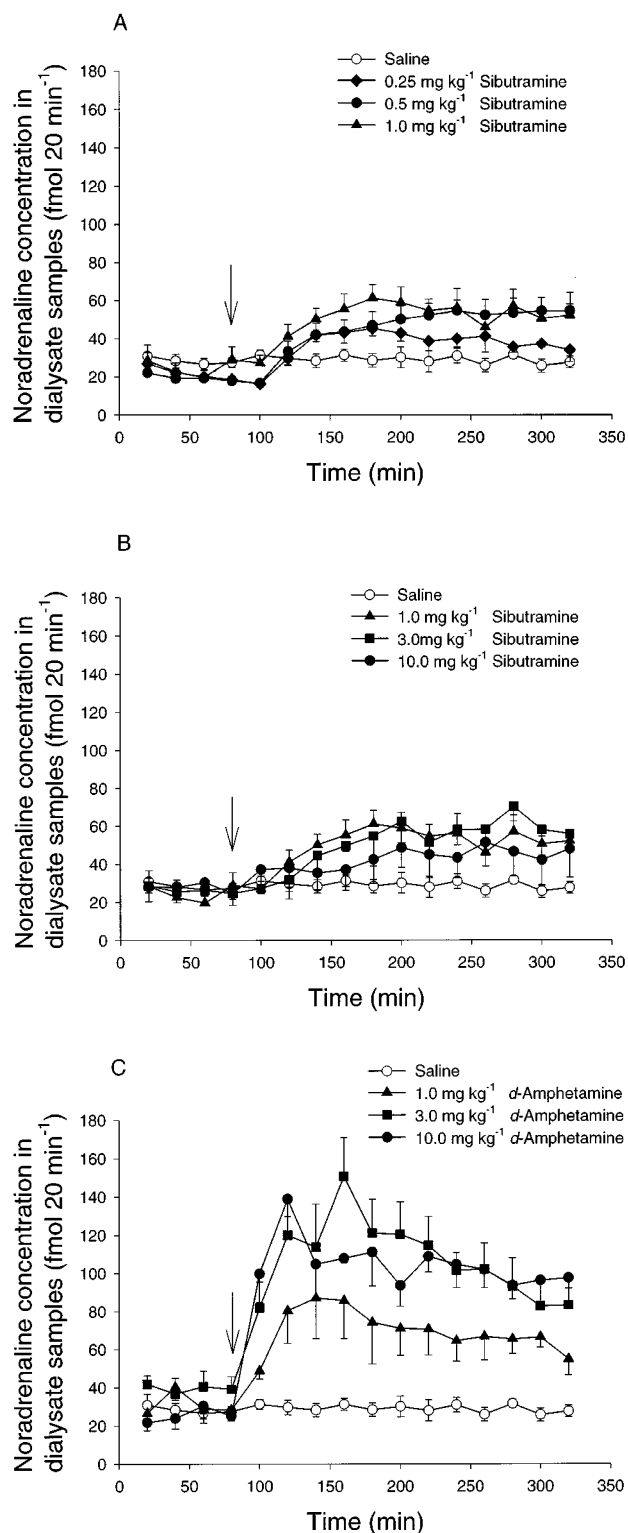 A
Saline
0.25 mg kg⁻¹ Sibutramine
0.5 mg kg⁻¹ Sibutramine
1.0 mg kg⁻¹ Sibutramine
Noradrenaline concentration in
dialysate samples (fmol 20 min⁻¹)
180
160
140
120
100
80
60
40
20
0
0 50 100 150 200 250 300 350
Time (min)
B
Saline
1.0 mg kg⁻¹ Sibutramine
3.0mg kg⁻¹ Sibutramine
10.0 mg kg⁻¹ Sibutramine
Noradrenaline concentration in
dialysate samples (fmol 20 min⁻¹)
180
160
140
120
100
80
60
40
20
0
0 50 100 150 200 250 300 350
Time (min)
C
Saline
1.0 mg kg⁻¹ d-Amphetamine
3.0 mg kg⁻¹ d-Amphetamine
10.0 mg kg⁻¹ d-Amphetamine
Noradrenaline concentration in
dialysate samples (fmol 20 min⁻¹)
180
160
140
120
100
80
60
40
20
0
0 50 100 150 200 250 300 350
Time (min)